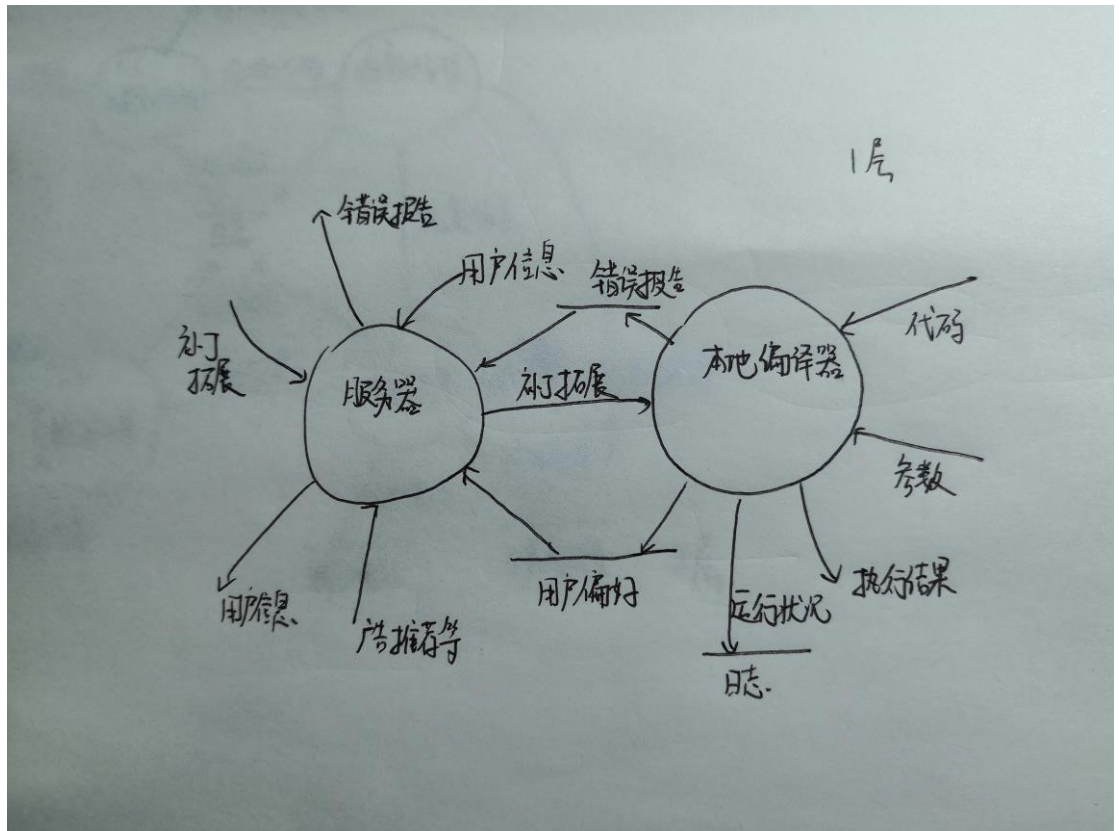 1层
错误报告
用户信息
错误报告
代码
补丁
拓展
服务器
补丁拓展
本地编译器
参数
用户信息
广告推荐等
用户偏好
运行状况
执行结果
日志.